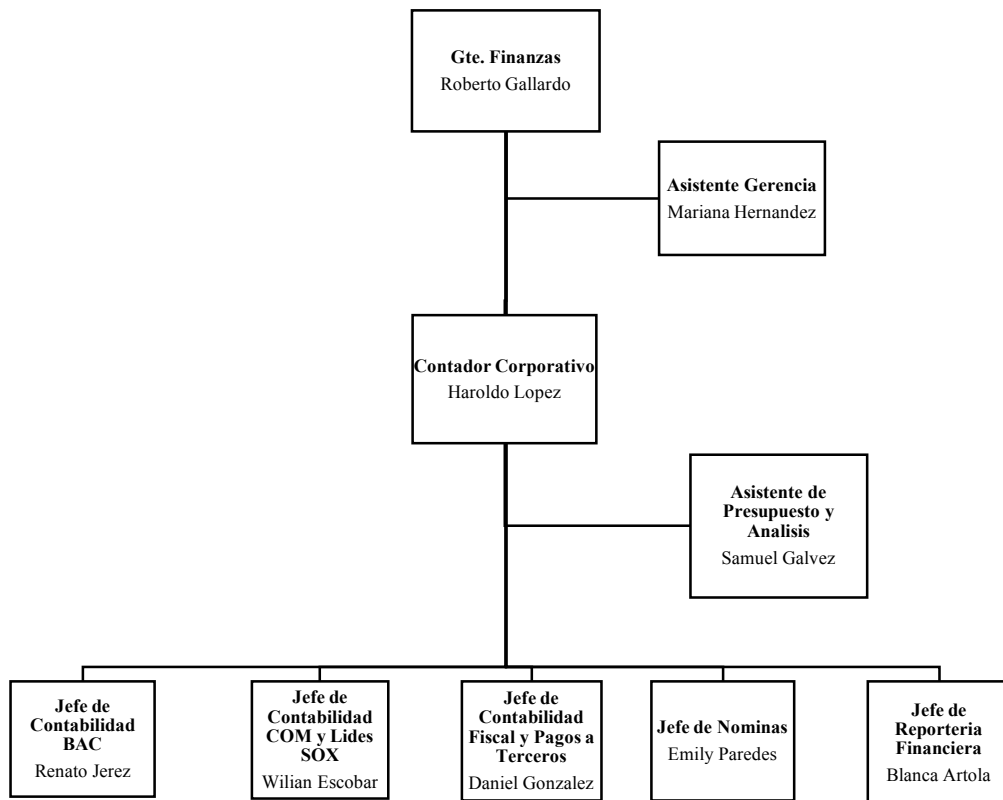 Gte. Finanzas
Roberto Gallardo
Asistente Gerencia
Mariana Hernandez
Contador Corporativo
Haroldo Lopez
Asistente de
Presupuesto y
Analisis
Samuel Galvez
Jefe de
Contabilidad
BAC
Renato Jerez
Jefe de
Contabilidad
COM y Lides
SOX
Wilian Escobar
Jefe de
Contabilidad
Fiscal y Pagos a
Terceros
Daniel Gonzalez
Jefe de Nominas
Emily Paredes
Jefe de
Reporteria
Financiera
Blanca Artola